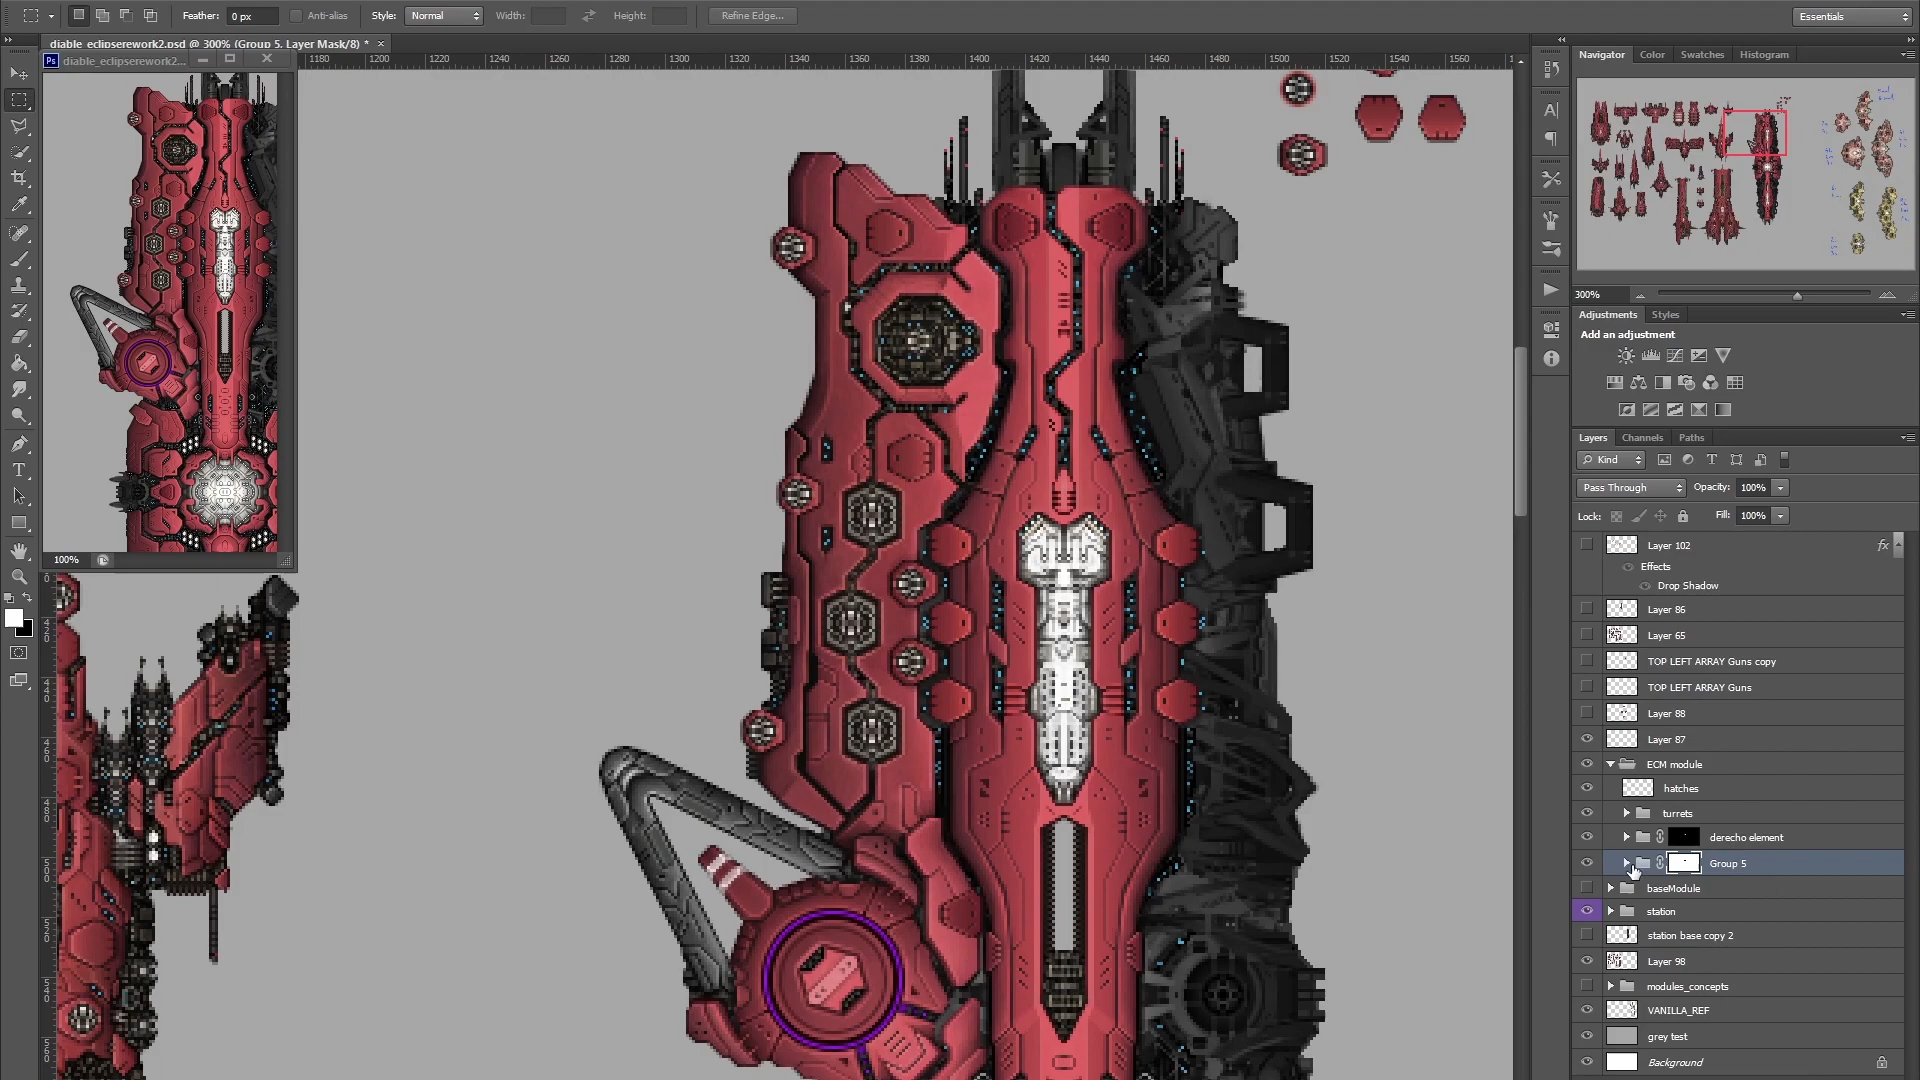 Feather: 0 px Anti-alias Style: Normal Width: Height: Refine Edge... Essentials
diable_eclipserework2.psd @ 300% (Group 5, Layer Mask/8) * ×
Ps diable_eclipserework2...
1180 1200 1220 1240 1260 1280 1300 1320 1340 1360 1380 1400 1420 1440 1460 1480 1500 1520 1540 1560
100%
Navigator Color Swatches Histogram
300%
Adjustments Styles
Add an adjustment
Layers Channels Paths
Kind
Pass Through Opacity: 100%
Lock: Fill: 100%
Layer 102 fx
Effects
Drop Shadow
Layer 86
Layer 65
TOP LEFT ARRAY Guns copy
TOP LEFT ARRAY Guns
Layer 88
Layer 87
ECM module
hatches
turrets
derecho element
Group 5
baseModule
station
station base copy 2
Layer 98
modules_concepts
VANILLA_REF
grey test
Background